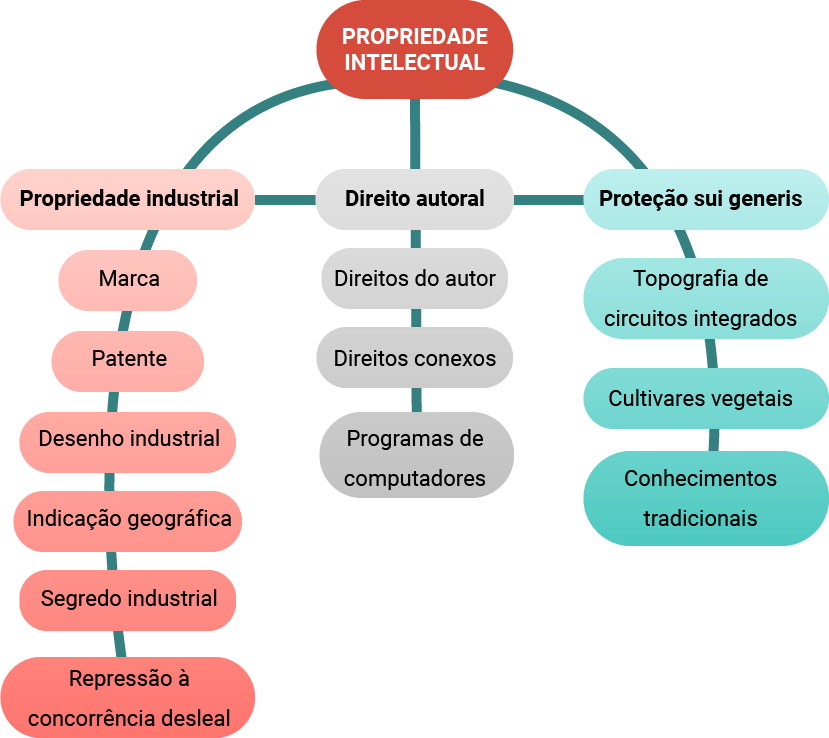 PROPRIEDADE
INTELECTUAL
Propriedade industrial
Marca
Patente
Desenho industrial
Indicação geográfica
Segredo industrial
Repressão à
concorrência desleal
Direito autoral
Direitos do autor
Direitos conexos
Programas de
computadores
Proteção sui generis
Topografia de
circuitos integrados
Cultivares vegetais
Conhecimentos
tradicionais